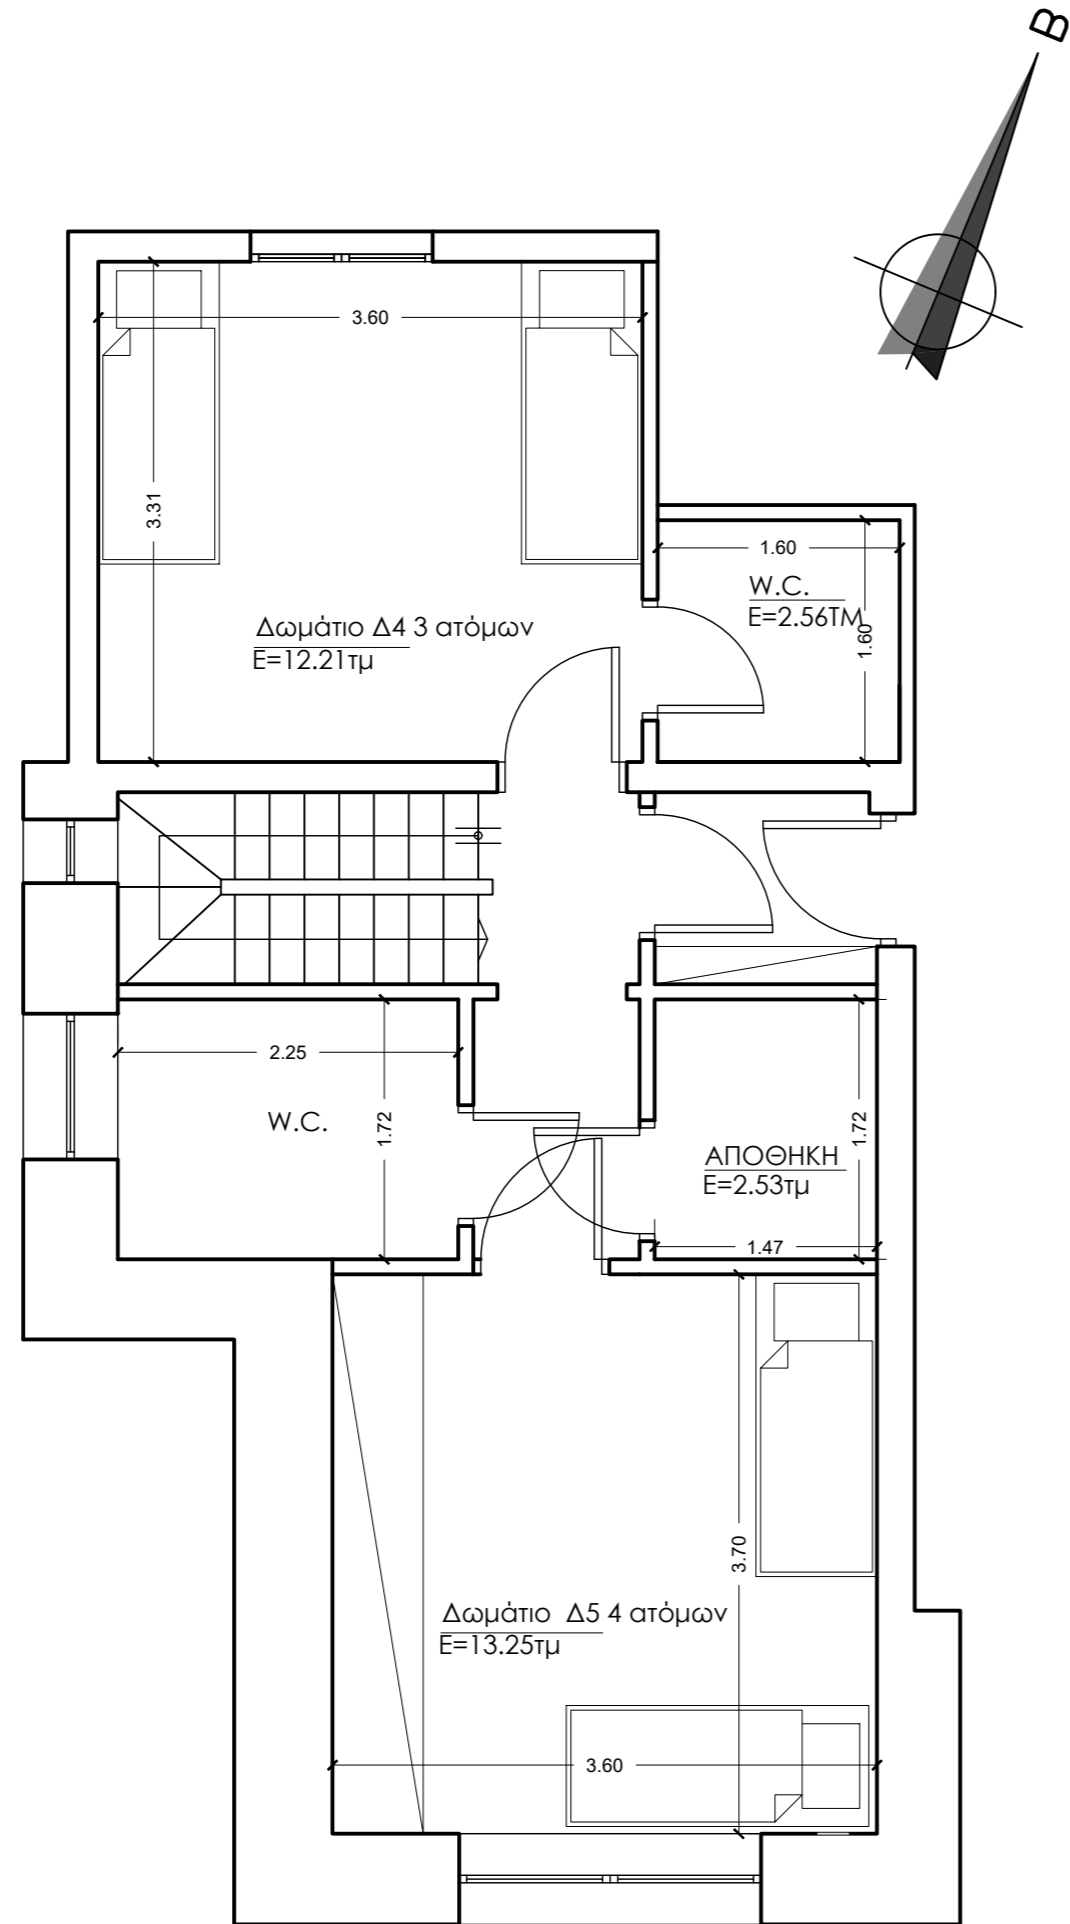 B
3.60
3.31
1.60
W.C.
E=2.56TM
1.60
Δωμάτιο Δ4 3 ατόμων
E=12.21τμ
2.25
1.72
W.C.
1.72
ΑΠΟΘΗΚΗ
E=2.53τμ
1.47
3.70
Δωμάτιο Δ5 4 ατόμων
E=13.25τμ
3.60